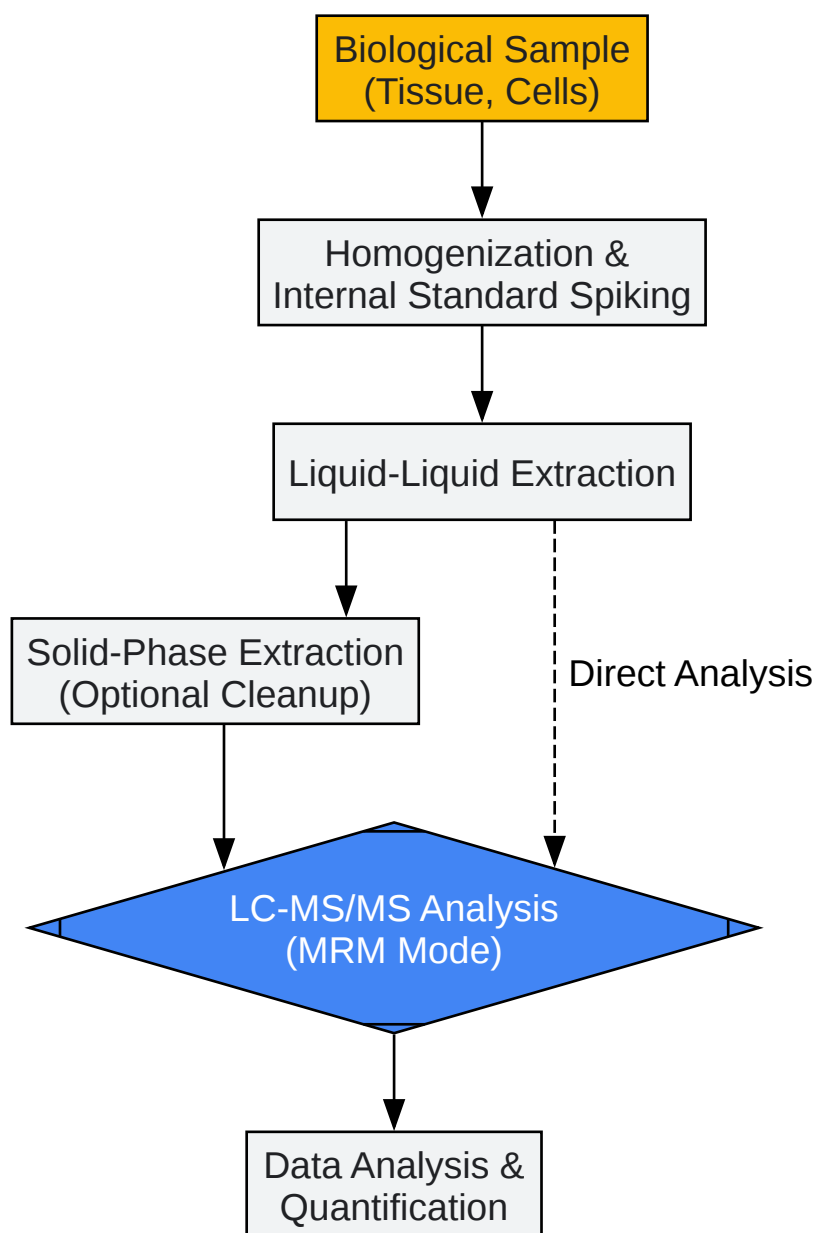 Biological Sample
(Tissue, Cells)
Homogenization &
Internal Standard Spiking
Liquid-Liquid Extraction
Solid-Phase Extraction
(Optional Cleanup)
Direct Analysis
LC-MS/MS Analysis
(MRM Mode)
Data Analysis &
Quantification